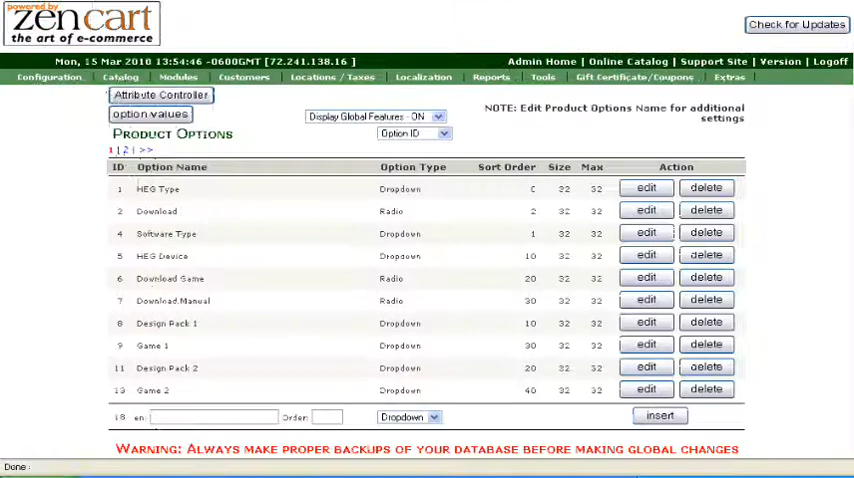 powered by
zen cart
the art of e-commerce
Check for Updates
Mon, 15 Mar 2010 13:54:46 -0600GMT [72.241.138.16 ]
Admin Home | Online Catalog | Support Site | Version | Logoff
Configuration Catalog Modules Customers Locations / Taxes Localization Reports Tools Gift Certificate/Coupons Extras
Attribute Controller
option values
Display Global Features - ON
NOTE: Edit Product Options Name for additional settings
PRODUCT OPTIONS
Option ID
1 | 2 | >>
ID Option Name Option Type Sort Order Size Max Action
1 HEG Type Dropdown 0 32 32 edit delete
2 Download Radio 2 32 32 edit delete
4 Software Type Dropdown 1 32 32 edit delete
5 HEG Device Dropdown 10 32 32 edit delete
6 Download Game Radio 20 32 32 edit delete
7 Download Manual Radio 30 32 32 edit delete
8 Design Pack 1 Dropdown 10 32 32 edit delete
9 Game 1 Dropdown 30 32 32 edit delete
11 Design Pack 2 Dropdown 20 32 32 edit delete
13 Game 2 Dropdown 40 32 32 edit delete
18 en: Order: Dropdown insert
WARNING: ALWAYS MAKE PROPER BACKUPS OF YOUR DATABASE BEFORE MAKING GLOBAL CHANGES
Done